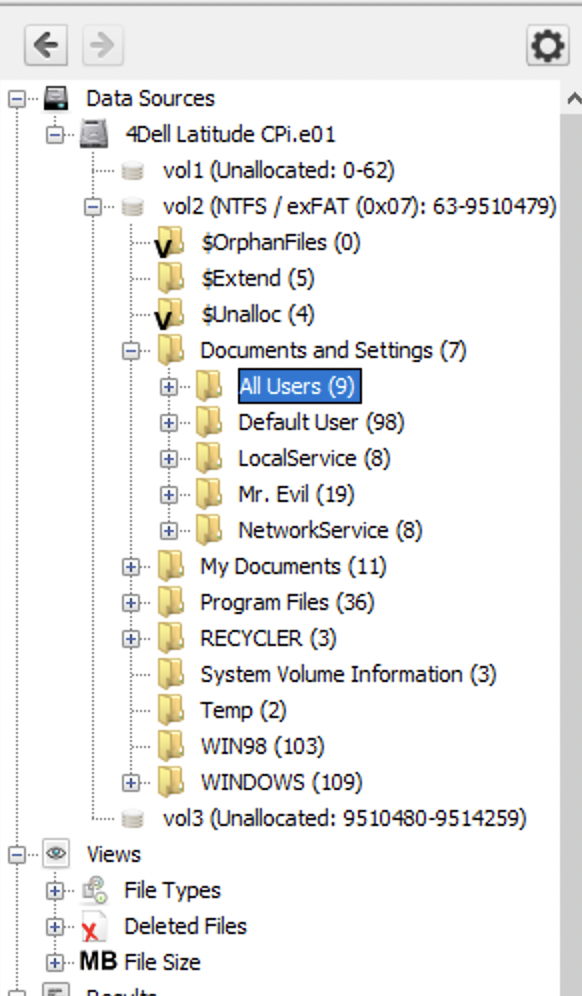 Data Sources
4Dell Latitude CPi.e01
vol1 (Unallocated: 0-62)
vol2 (NTFS / exFAT (0x07): 63-9510479)
V $OrphanFiles (0)
$Extend (5)
V $Unalloc (4)
Documents and Settings (7)
All Users (9)
Default User (98)
LocalService (8)
Mr. Evil (19)
NetworkService (8)
My Documents (11)
Program Files (36)
RECYCLER (3)
System Volume Information (3)
Temp (2)
WIN98 (103)
WINDOWS (109)
vol3 (Unallocated: 9510480-9514259)
Views
File Types
Deleted Files
MB File Size
Results